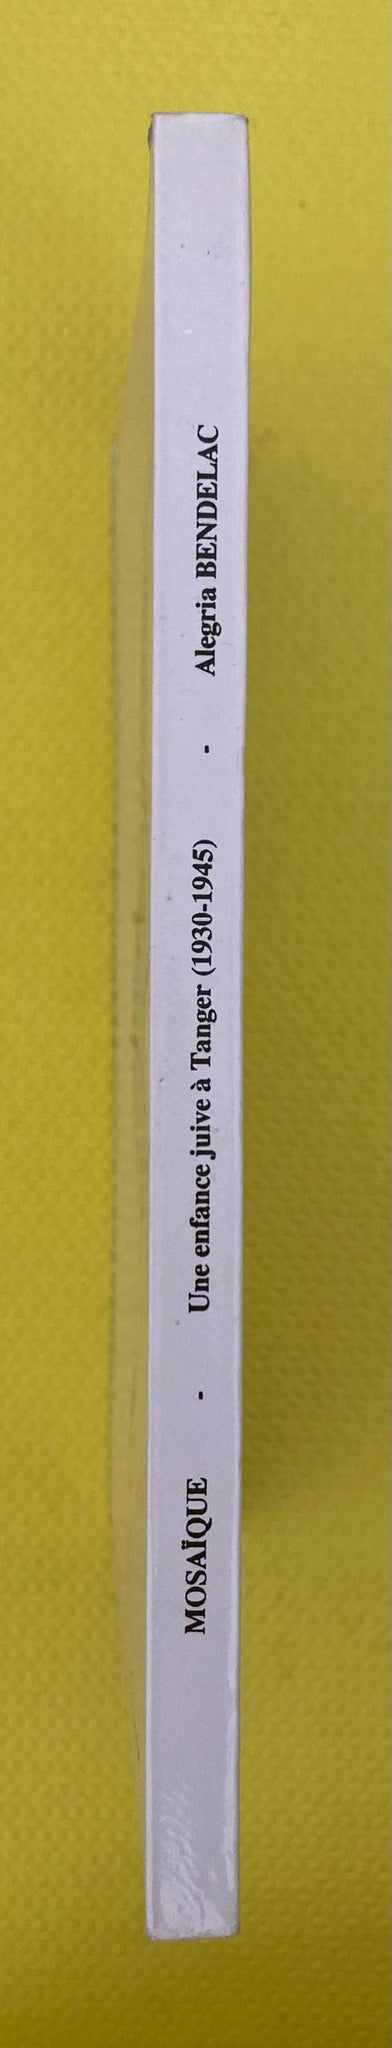 MOSAÏQUE - Une enfance juive à Tanger (1930-1945) - Alegria BENDELAC